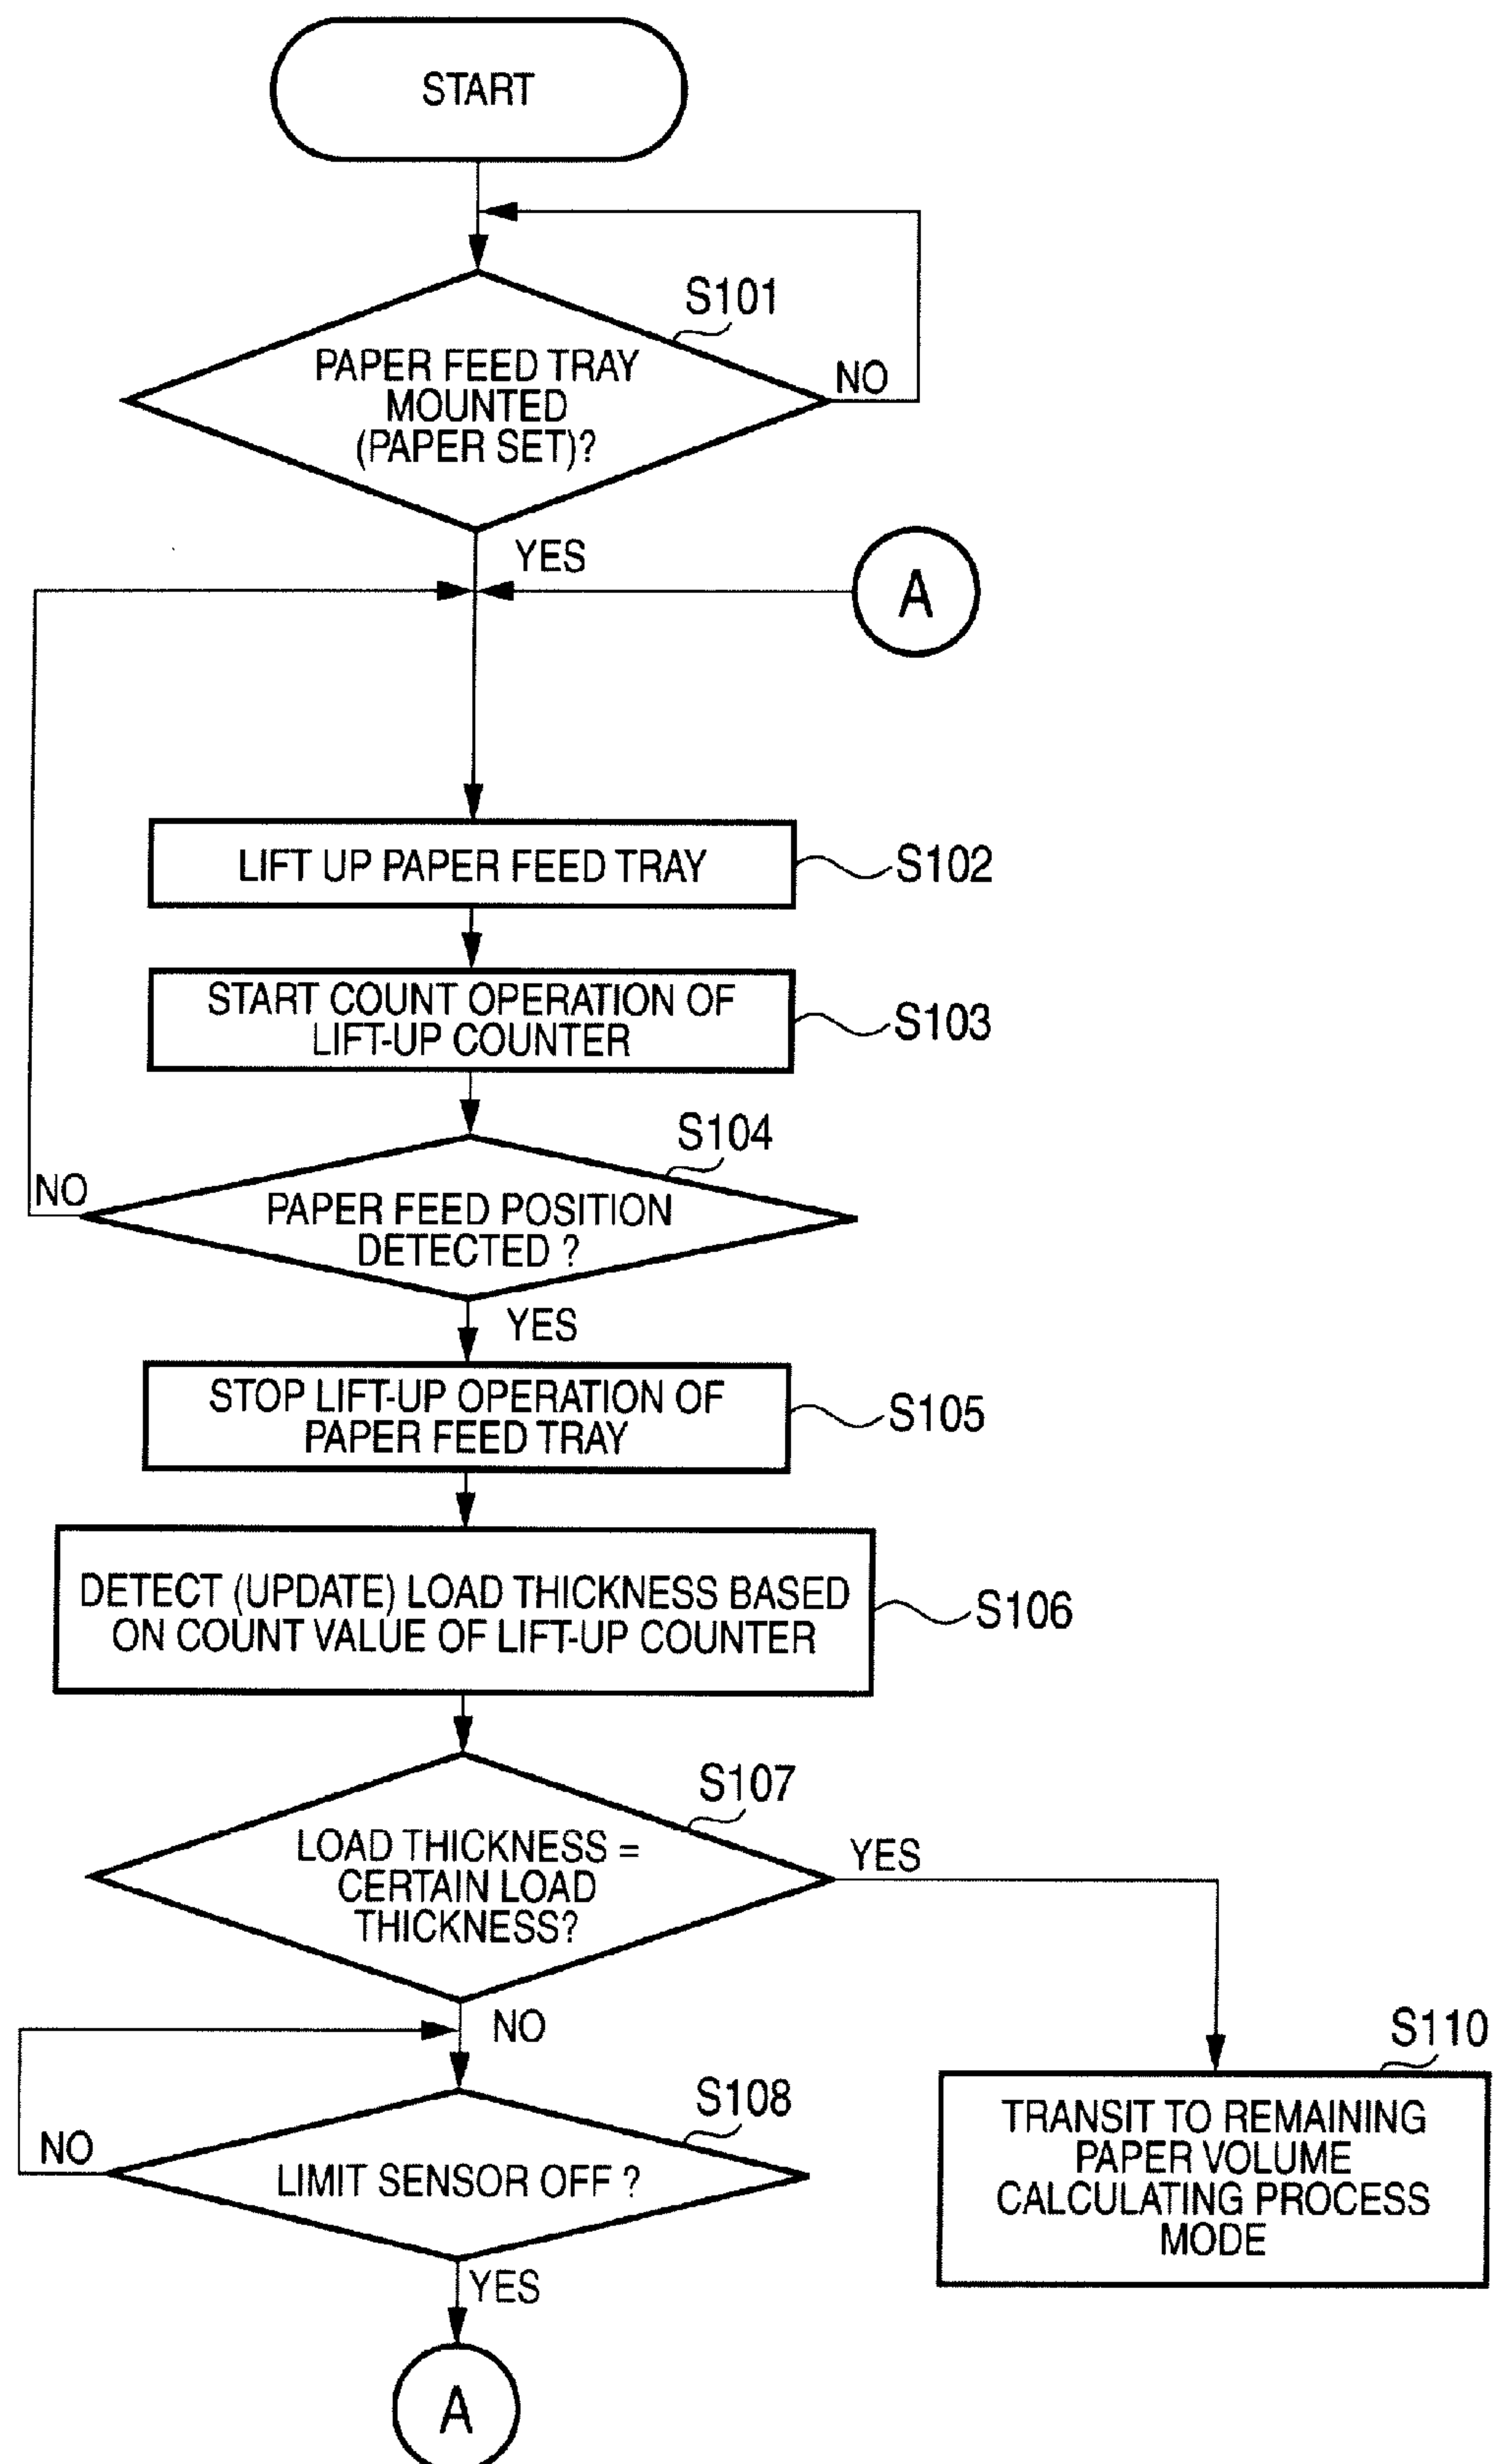 START
S101
PAPER FEED TRAY
MOUNTED
(PAPER SET)?
NO
YES
A
LIFT UP PAPER FEED TRAY
S102
START COUNT OPERATION OF
LIFT-UP COUNTER
S103
S104
NO
PAPER FEED POSITION
DETECTED ?
YES
STOP LIFT-UP OPERATION OF
PAPER FEED TRAY
S105
DETECT (UPDATE) LOAD THICKNESS BASED
ON COUNT VALUE OF LIFT-UP COUNTER
S106
S107
LOAD THICKNESS =
CERTAIN LOAD
THICKNESS?
YES
NO
S110
TRANSIT TO REMAINING
PAPER VOLUME
CALCULATING PROCESS
MODE
S108
NO
LIMIT SENSOR OFF ?
YES
A